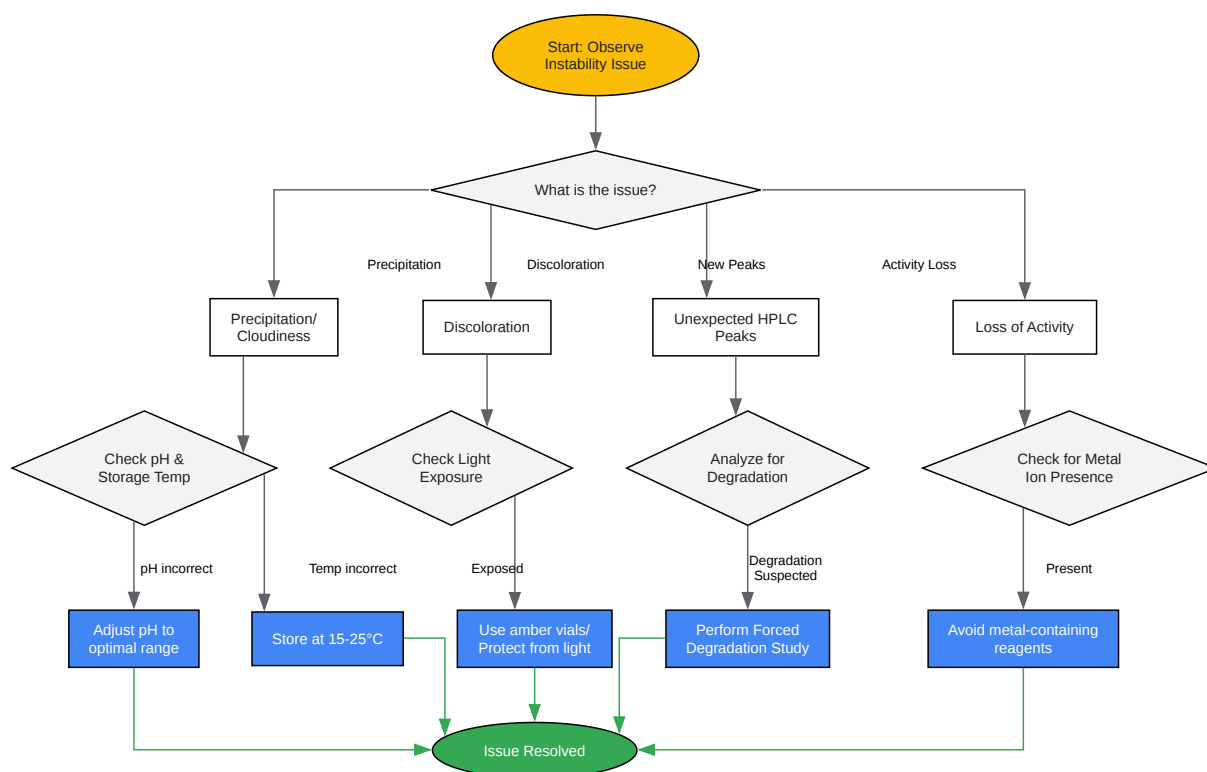 Start: Observe
Instability Issue
What is the issue?
Precipitation
Discoloration
New Peaks
Activity Loss
Precipitation/
Cloudiness
Discoloration
Unexpected HPLC
Peaks
Loss of Activity
Check pH &
Storage Temp
Check Light
Exposure
Analyze for
Degradation
Check for Metal
Ion Presence
pH incorrect
Temp incorrect
Exposed
Degradation
Suspected
Present
Adjust pH to
optimal range
Store at 15-25°C
Use amber vials/
Protect from light
Perform Forced
Degradation Study
Avoid metal-containing
reagents
Issue Resolved